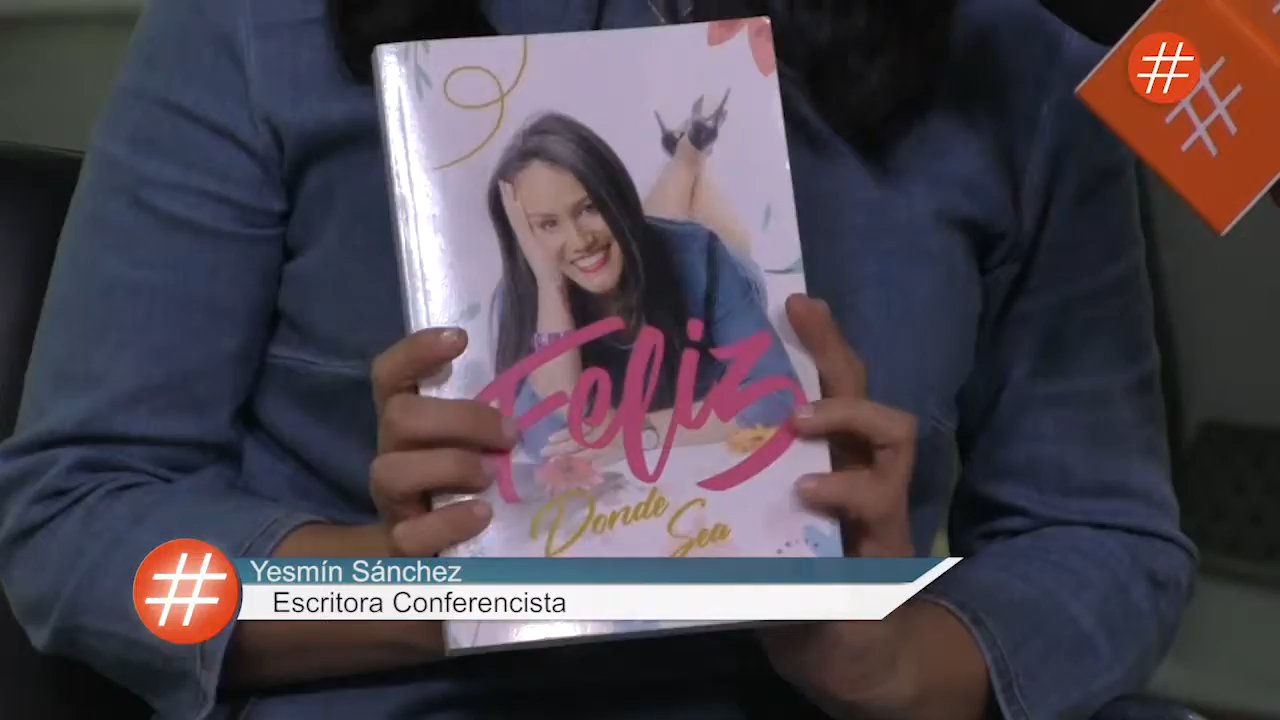 #
#
Feliz
Donde
Sea
#
Yesmín Sánchez
Escritora Conferencista